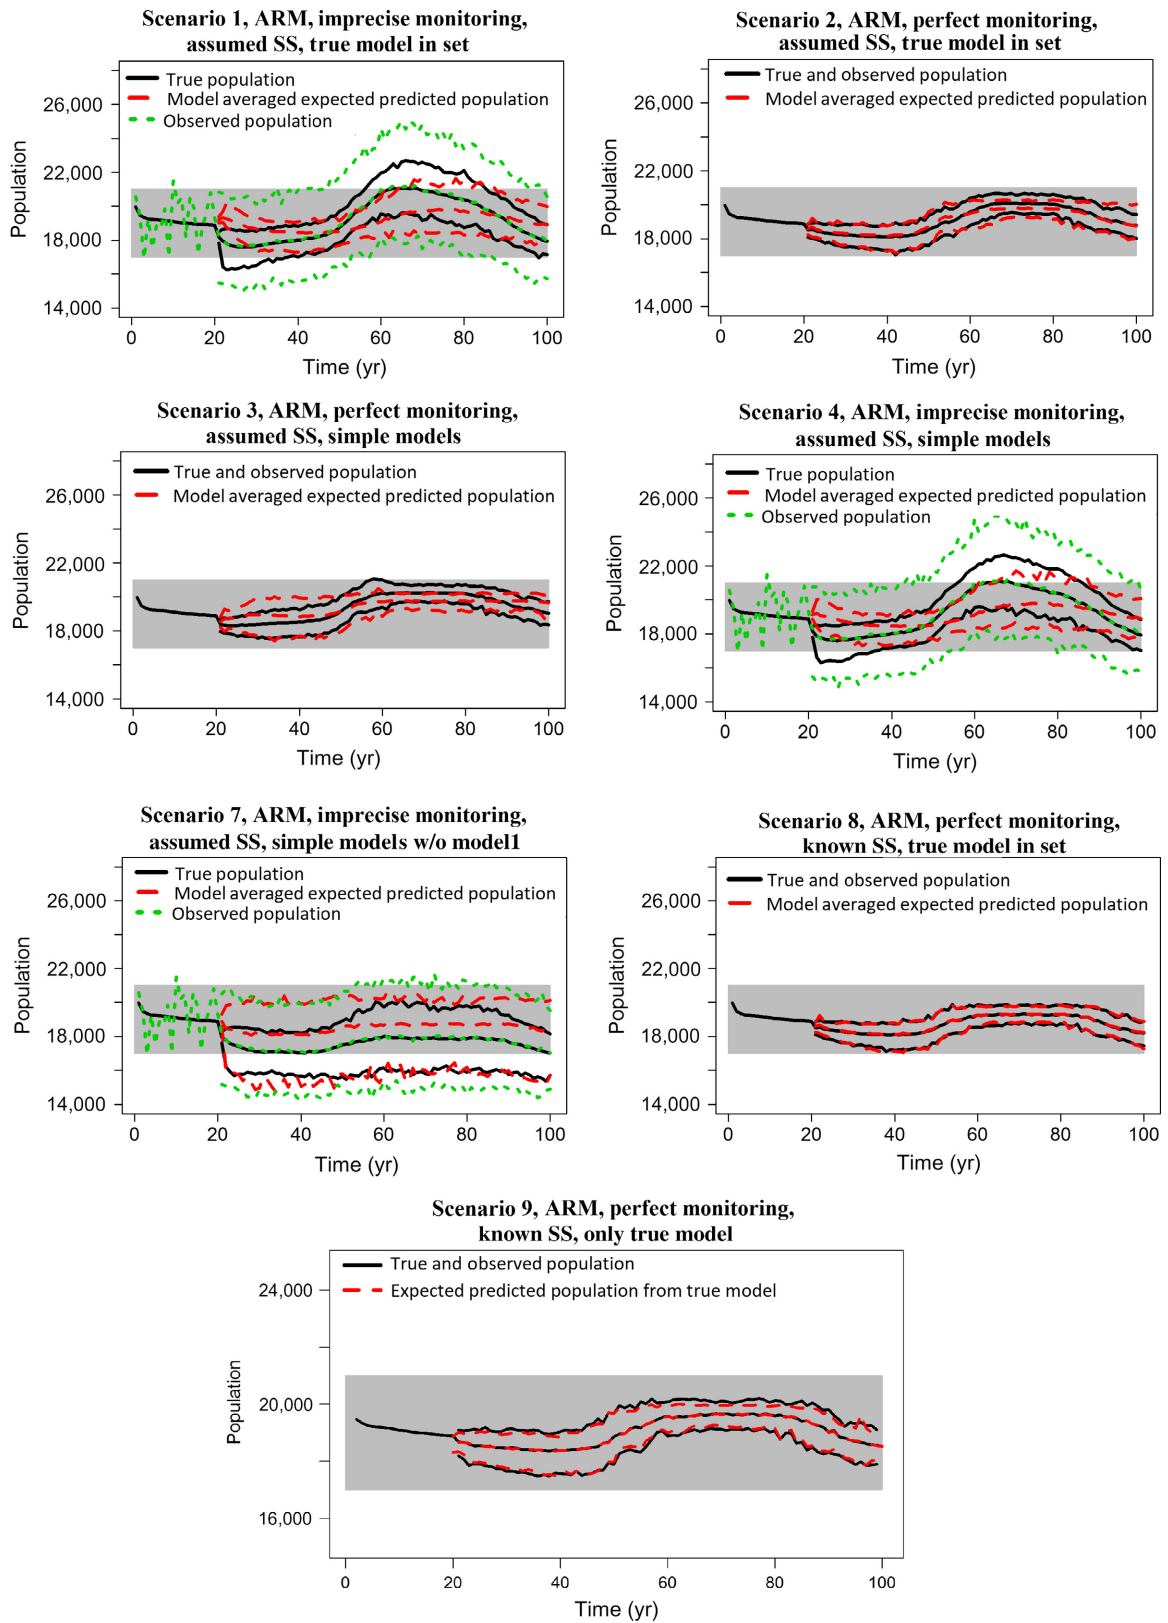 Scenario 1, ARM, imprecise monitoring,
assumed SS, true model in set
True population
Model averaged expected predicted population
Observed population
Population
26,000
22,000
18,000
14,000
0 20 40 60 80 100
Time (yr)
Scenario 2, ARM, perfect monitoring,
assumed SS, true model in set
True and observed population
Model averaged expected predicted population
Population
26,000
22,000
18,000
14,000
0 20 40 60 80 100
Time (yr)
Scenario 3, ARM, perfect monitoring,
assumed SS, simple models
True and observed population
Model averaged expected predicted population
Population
26,000
22,000
18,000
14,000
0 20 40 60 80 100
Time (yr)
Scenario 4, ARM, imprecise monitoring,
assumed SS, simple models
True population
Model averaged expected predicted population
Observed population
Population
26,000
22,000
18,000
14,000
0 20 40 60 80 100
Time (yr)
Scenario 7, ARM, imprecise monitoring,
assumed SS, simple models w/o model1
True population
Model averaged expected predicted population
Observed population
Population
26,000
22,000
18,000
14,000
0 20 40 60 80 100
Time (yr)
Scenario 8, ARM, perfect monitoring,
known SS, true model in set
True and observed population
Model averaged expected predicted population
Population
26,000
22,000
18,000
14,000
0 20 40 60 80 100
Time (yr)
Scenario 9, ARM, perfect monitoring,
known SS, only true model
True and observed population
Expected predicted population from true model
Population
24,000
20,000
16,000
0 20 40 60 80 100
Time (yr)